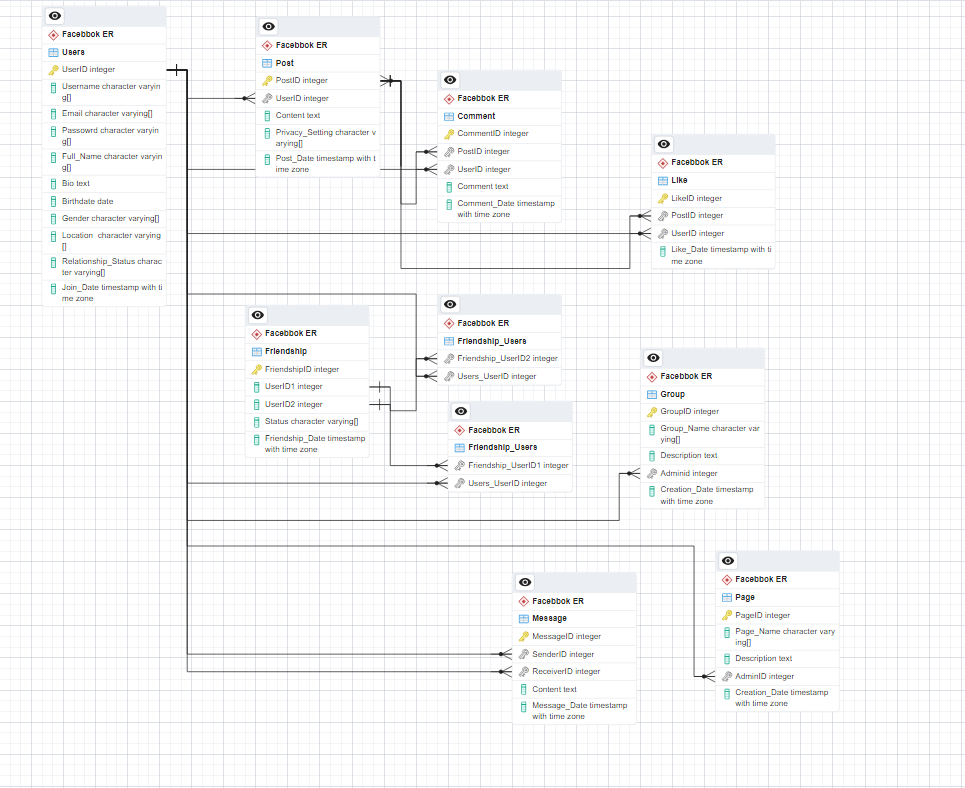 Facebbok ER
Users
UserID integer
Username character varyin
g[]
Email character varying[]
Passowrd character varyin
g[]
Full_Name character varyin
g[]
Bio text
Birthdate date
Gender character varying[]
Location character varying
[]
Relationship_Status charac
ter varying[]
Join_Date timestamp with ti
me zone
Facebbok ER
Post
PostID integer
UserID integer
Content text
Privacy_Setting character v
arying[]
Post_Date timestamp with t
ime zone
Facebbok ER
Comment
CommentID integer
PostID integer
UserID integer
Comment text
Comment_Date timestamp
with time zone
Facebbok ER
Like
LikeID integer
PostID integer
UserID integer
Like_Date timestamp with ti
me zone
Facebbok ER
Friendship
FriendshipID integer
UserID1 integer
UserID2 integer
Status character varying[]
Friendship_Date timestamp
with time zone
Facebbok ER
Friendship_Users
Friendship_UserID2 integer
Users_UserID integer
Facebbok ER
Friendship_Users
Friendship_UserID1 integer
Users_UserID integer
Facebbok ER
Group
GroupID integer
Group_Name character var
ying[]
Description text
Adminid integer
Creation_Date timestamp
with time zone
Facebbok ER
Message
MessageID integer
SenderID integer
ReceiverID integer
Content text
Message_Date timestamp
with time zone
Facebbok ER
Page
PageID integer
Page_Name character vary
ing[]
Description text
AdminID integer
Creation_Date timestamp
with time zone